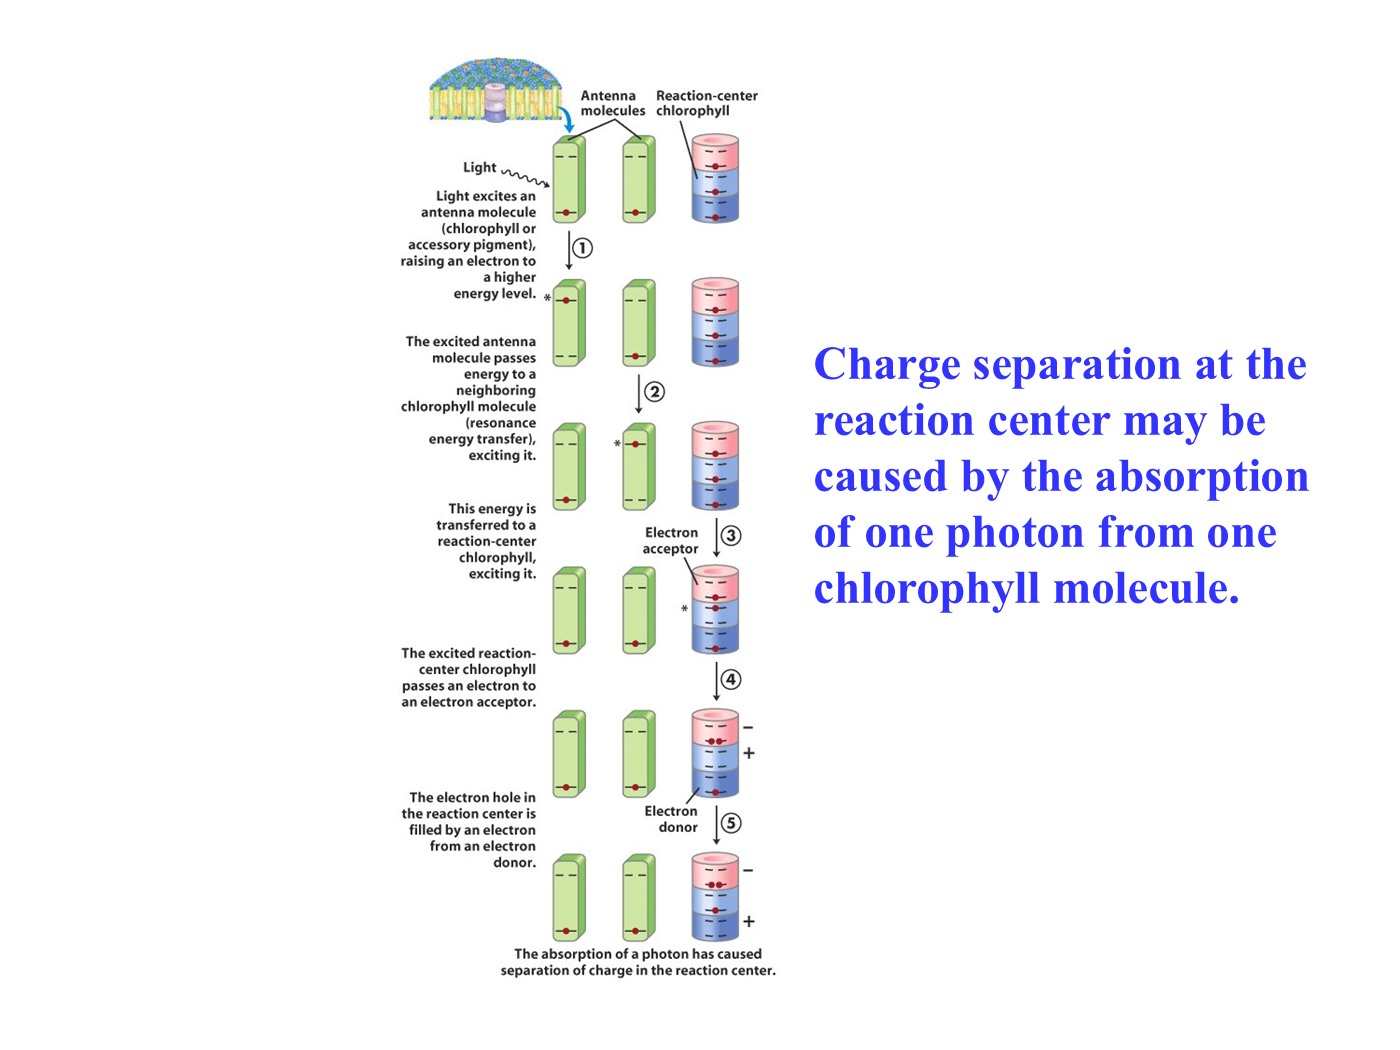 Antenna
molecules
Reaction-center
chlorophyll
Light
Light excites an
antenna molecule
(chlorophyll or
accessory pigment),
raising an electron to
a higher
energy level.
*
1
The excited antenna
molecule passes
energy to a
neighboring
chlorophyll molecule
(resonance
energy transfer),
exciting it.
2
*
This energy is
transferred to a
reaction-center
chlorophyll,
exciting it.
Electron
acceptor
3
*
The excited reaction-
center chlorophyll
passes an electron to
an electron acceptor.
4
–
+
The electron hole in
the reaction center is
filled by an electron
from an electron
donor.
Electron
donor
5
–
+
The absorption of a photon has caused
separation of charge in the reaction center.
Charge separation at the
reaction center may be
caused by the absorption
of one photon from one
chlorophyll molecule.